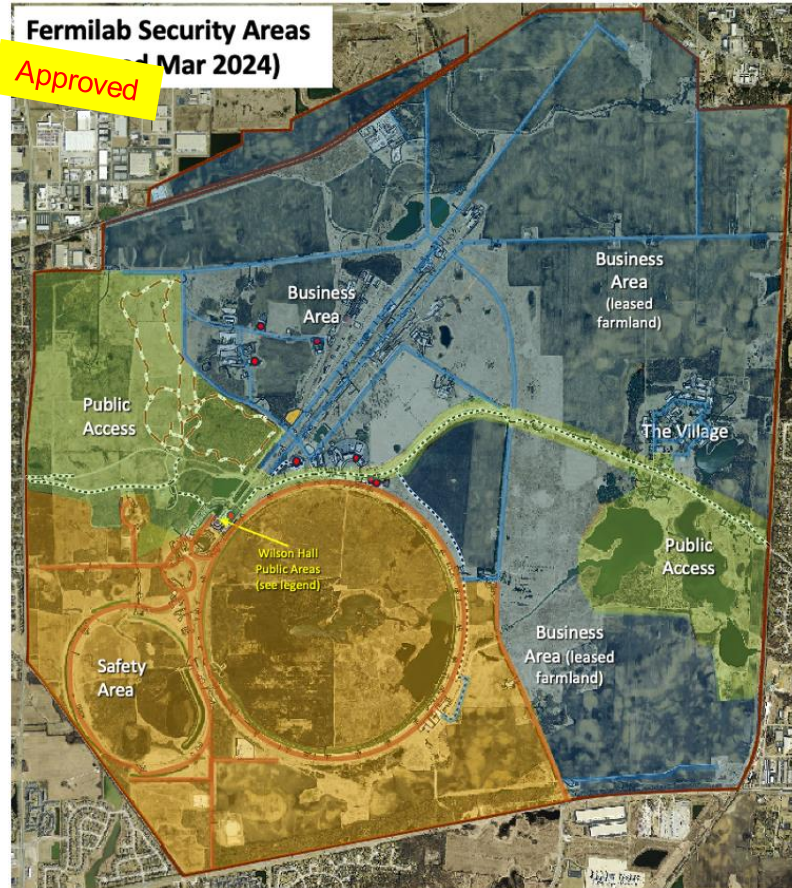 Fermilab Security Areas
Mar 2024)
Approved
Business
Area
Business
Area
(leased
farmland)
Public
Access
The Village
Wilson Hall
Public Areas
(see legend)
Public
Access
Safety
Area
Business
Area (leased
farmland)